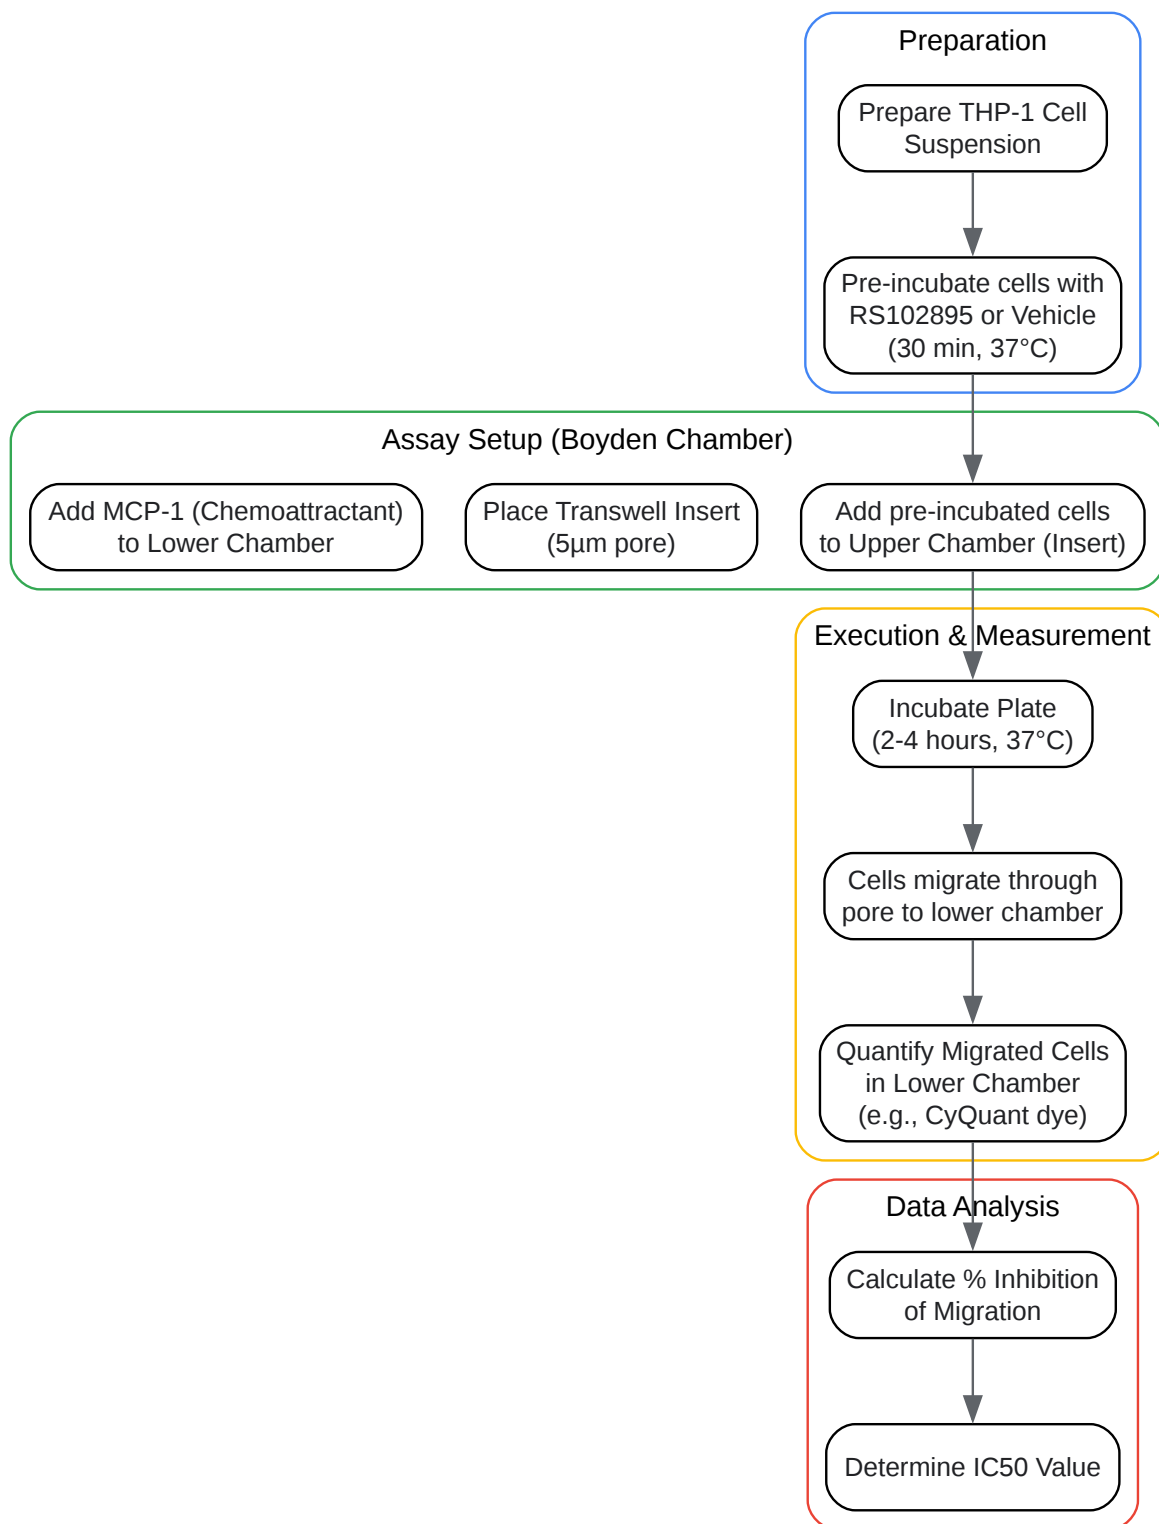 Preparation
Prepare THP-1 Cell
Suspension
Pre-incubate cells with
RS102895 or Vehicle
(30 min, 37°C)
Assay Setup (Boyden Chamber)
Add MCP-1 (Chemoattractant)
to Lower Chamber
Place Transwell Insert
(5µm pore)
Add pre-incubated cells
to Upper Chamber (Insert)
Execution & Measurement
Incubate Plate
(2-4 hours, 37°C)
Cells migrate through
pore to lower chamber
Quantify Migrated Cells
in Lower Chamber
(e.g., CyQuant dye)
Data Analysis
Calculate % Inhibition
of Migration
Determine IC50 Value